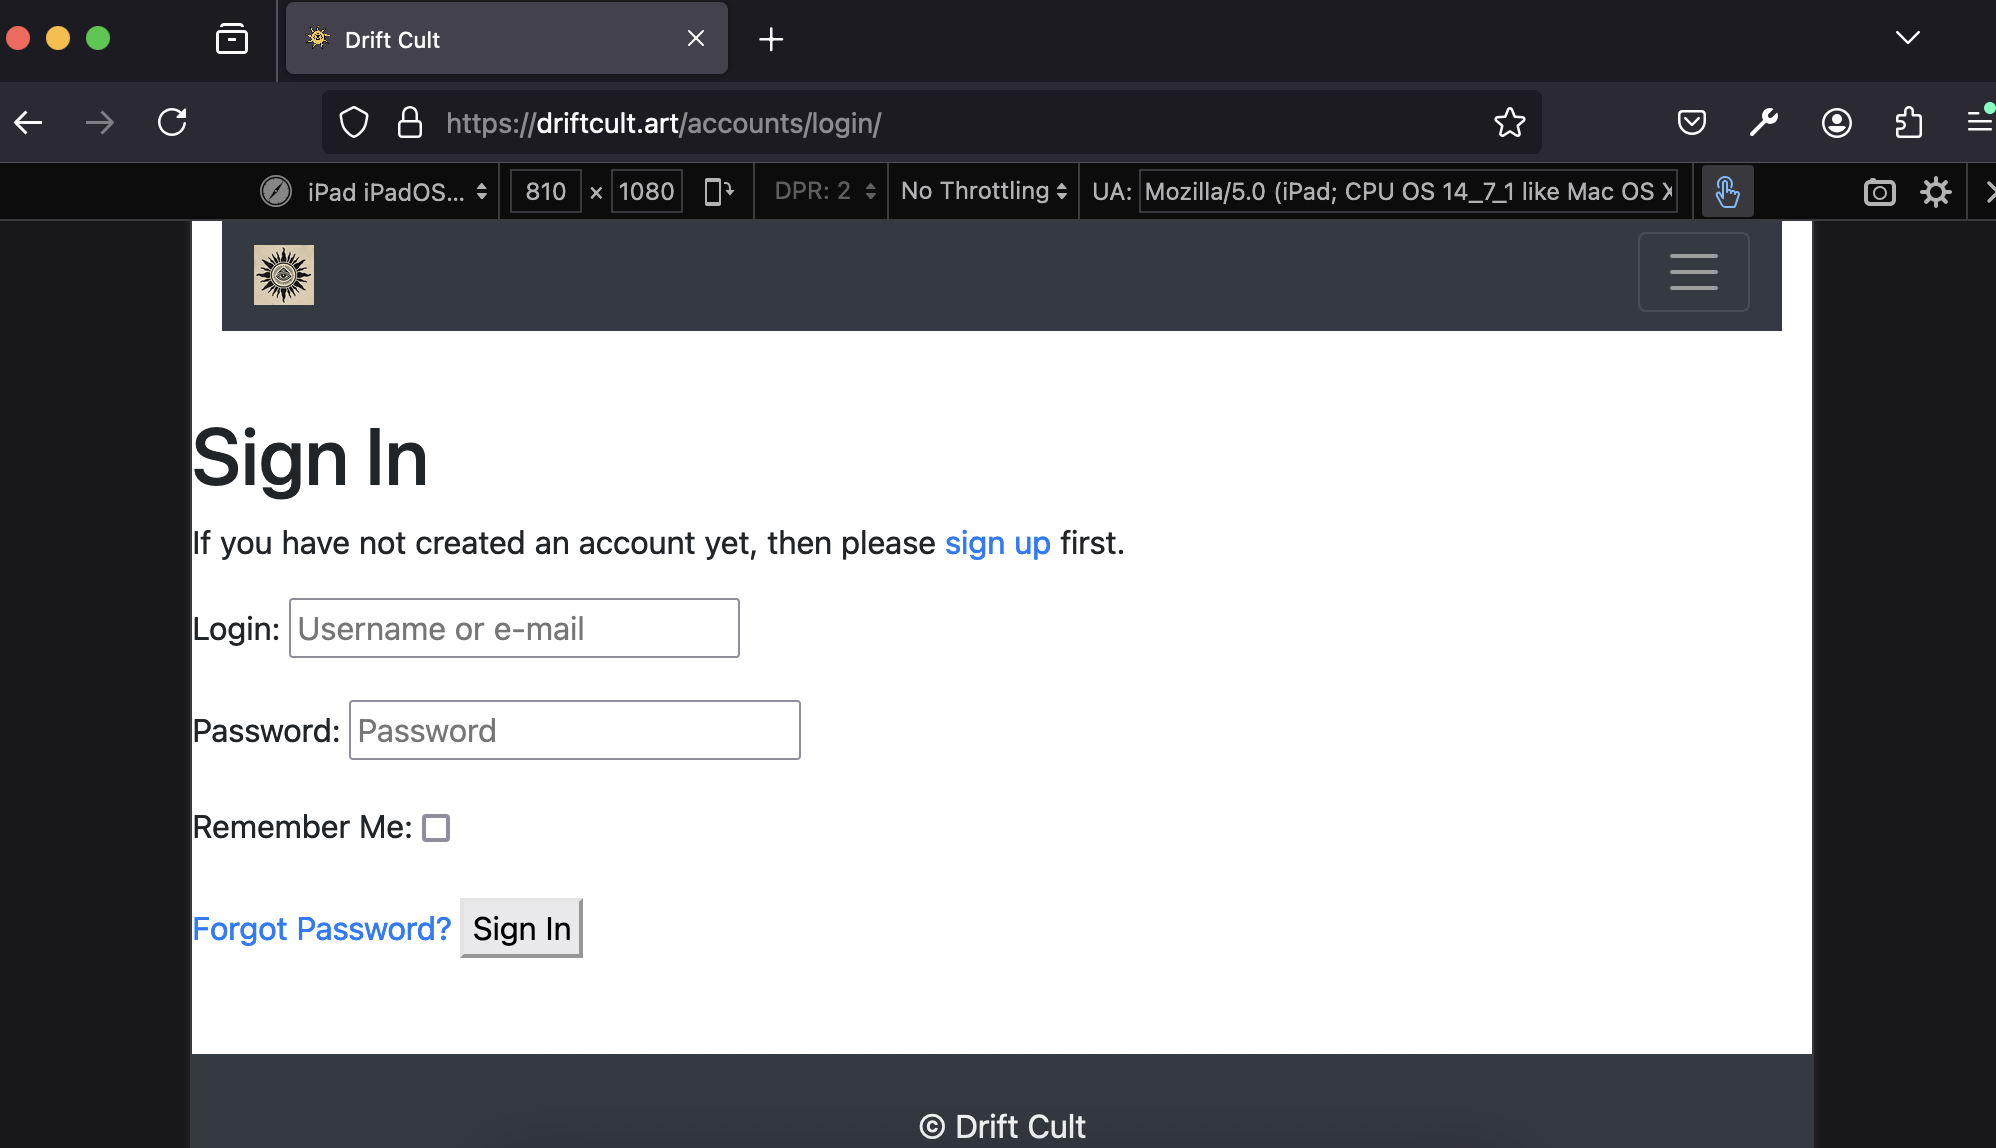 Drift Cult
https://driftcult.art/accounts/login/
iPad iPadOS... 810 × 1080 DPR: 2 No Throttling UA: Mozilla/5.0 (iPad; CPU OS 14_7_1 like Mac OS X
Sign In
If you have not created an account yet, then please sign up first.
Login: Username or e-mail
Password: Password
Remember Me:
Forgot Password? Sign In
© Drift Cult